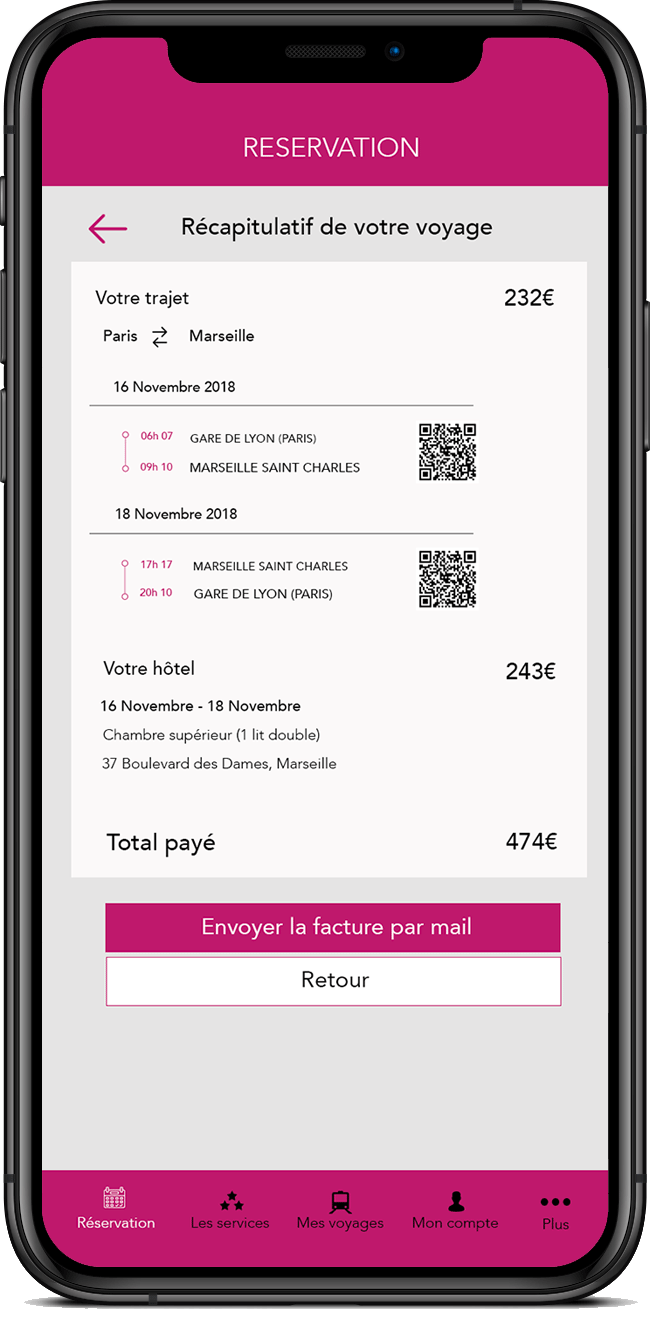 RESERVATION
Récapitulatif de votre voyage
Votre trajet 232€
Paris Marseille
16 Novembre 2018
06h 07 GARE DE LYON (PARIS)
09h 10 MARSEILLE SAINT CHARLES
18 Novembre 2018
17h 17 MARSEILLE SAINT CHARLES
20h 10 GARE DE LYON (PARIS)
Votre hôtel 243€
16 Novembre - 18 Novembre
Chambre supérieur (1 lit double)
37 Boulevard des Dames, Marseille
Total payé 474€
Envoyer la facture par mail
Retour
Réservation Les services Mes voyages Mon compte Plus